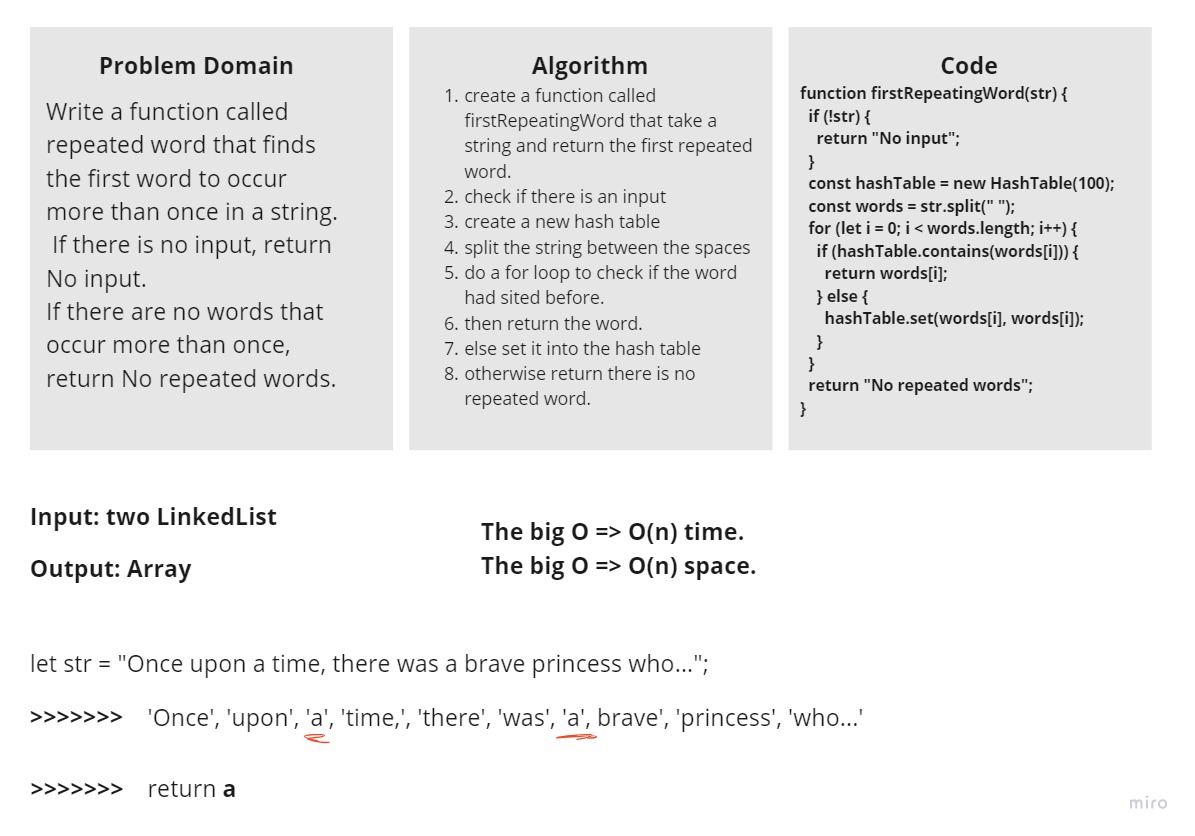 Problem Domain
Write a function called
repeated word that finds
the first word to occur
more than once in a string.
If there is no input, return
No input.
If there are no words that
occur more than once,
return No repeated words.
Algorithm
1. create a function called
firstRepeatingWord that take a
string and return the first repeated
word.
2. check if there is an input
3. create a new hash table
4. split the string between the spaces
5. do a for loop to check if the word
had sited before.
6. then return the word.
7. else set it into the hash table
8. otherwise return there is no
repeated word.
Code
function firstRepeatingWord(str) {
if (!str) {
return "No input";
}
const hashTable = new HashTable(100);
const words = str.split(" ");
for (let i = 0; i < words.length; i++) {
if (hashTable.contains(words[i])) {
return words[i];
} else {
hashTable.set(words[i], words[i]);
}
}
return "No repeated words";
}
Input: two LinkedList
Output: Array
The big O => O(n) time.
The big O => O(n) space.
let str = "Once upon a time, there was a brave princess who...";
>>>>>>> 'Once', 'upon', 'a', 'time,', 'there', 'was', 'a', brave', 'princess', 'who...'
>>>>>>> return a
miro